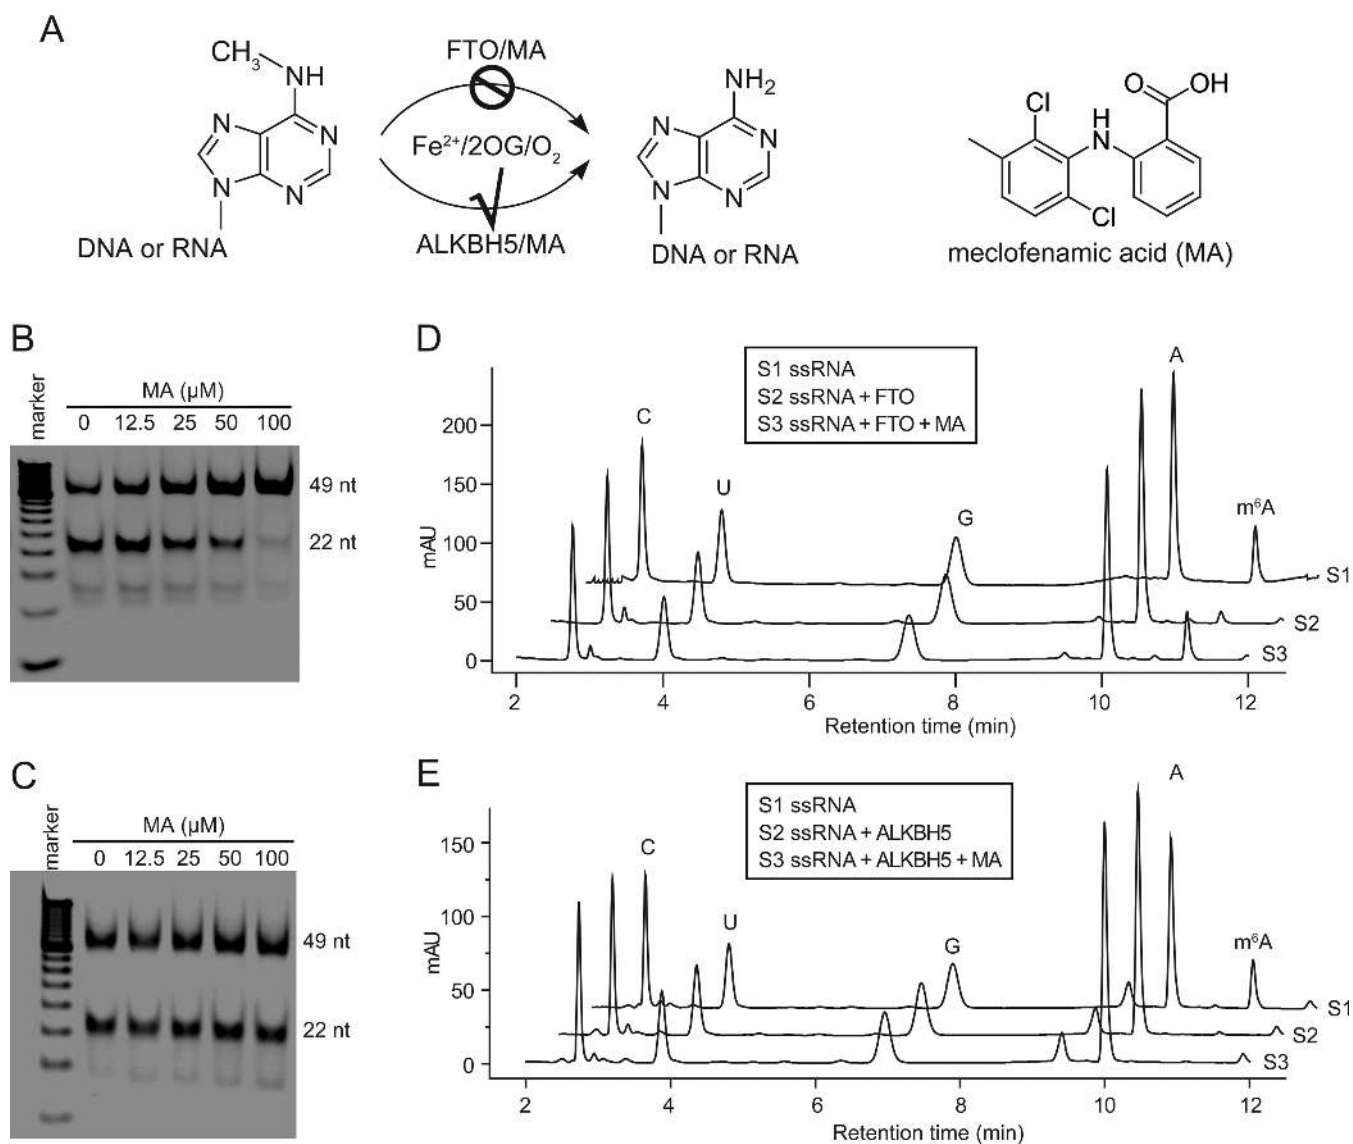 A
CH₃
NH
N
N
N
N
DNA or RNA
FTO/MA
Fe²⁺/2OG/O₂
ALKBH5/MA
NH₂
N
N
N
N
DNA or RNA
Cl
H
N
O
OH
Cl
meclofenamic acid (MA)
B
marker
MA (µM)
0 12.5 25 50 100
49 nt
22 nt
C
marker
MA (µM)
0 12.5 25 50 100
49 nt
22 nt
D
S1 ssRNA
S2 ssRNA + FTO
S3 ssRNA + FTO + MA
C
U
G
A
m⁶A
S1
S2
S3
mAU
200
150
100
50
0
2 4 6 8 10 12
Retention time (min)
E
S1 ssRNA
S2 ssRNA + ALKBH5
S3 ssRNA + ALKBH5 + MA
C
U
G
A
m⁶A
S1
S2
S3
mAU
150
100
50
0
2 4 6 8 10 12
Retention time (min)